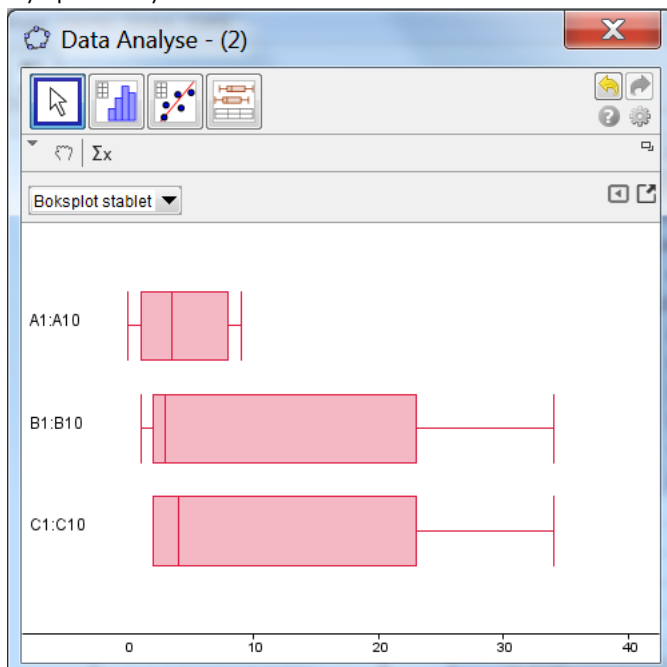 Data Analyse - (2)
Σx
Boksplot stablet
A1:A10
B1:B10
C1:C10
0 10 20 30 40